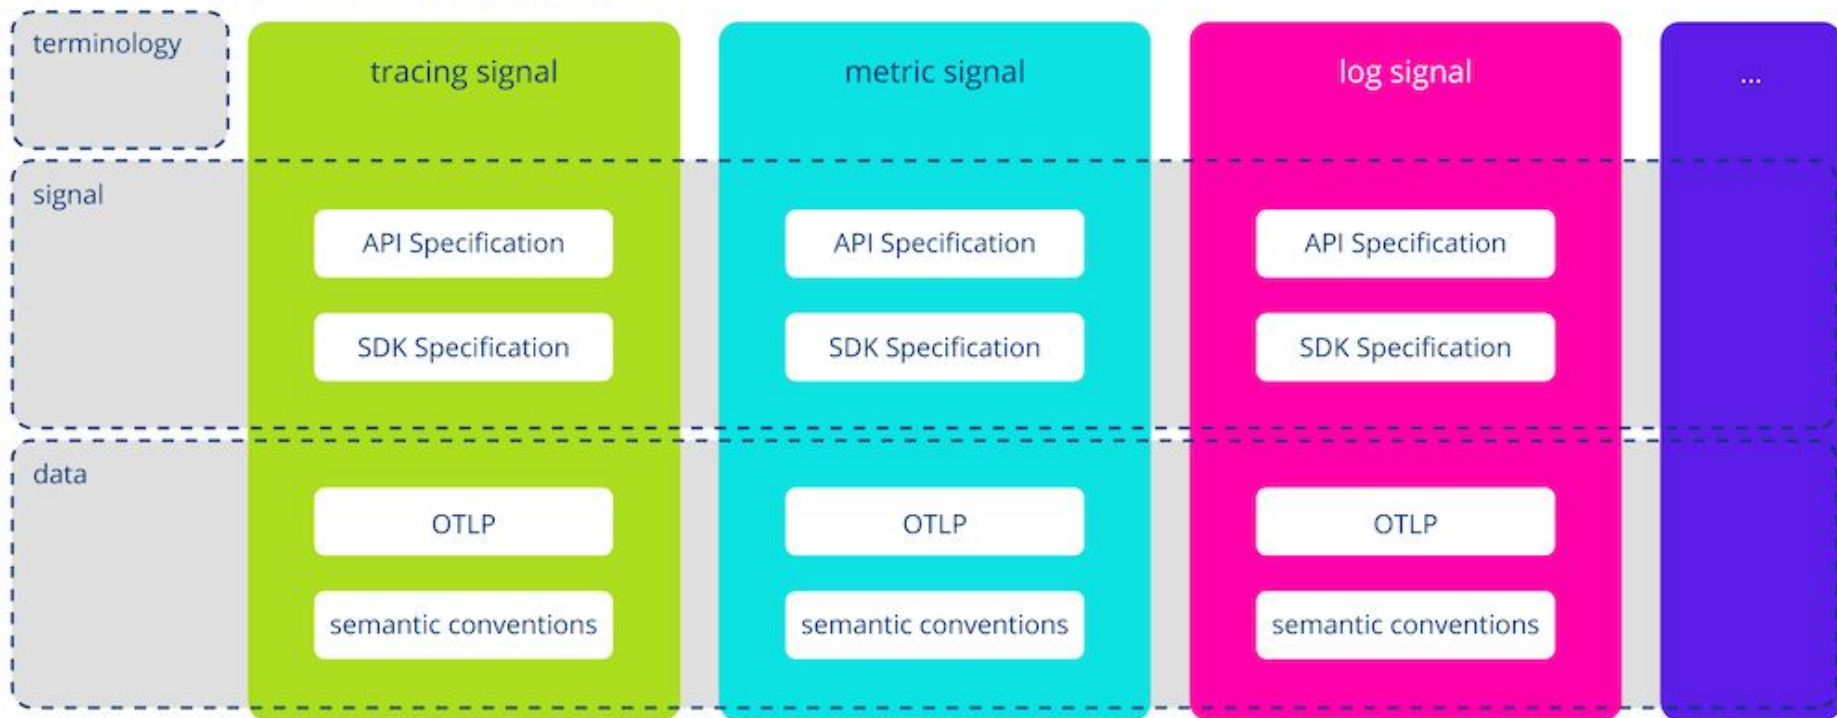 terminology
tracing signal
metric signal
log signal
...
signal
API Specification
API Specification
API Specification
SDK Specification
SDK Specification
SDK Specification
data
OTLP
OTLP
OTLP
semantic conventions
semantic conventions
semantic conventions